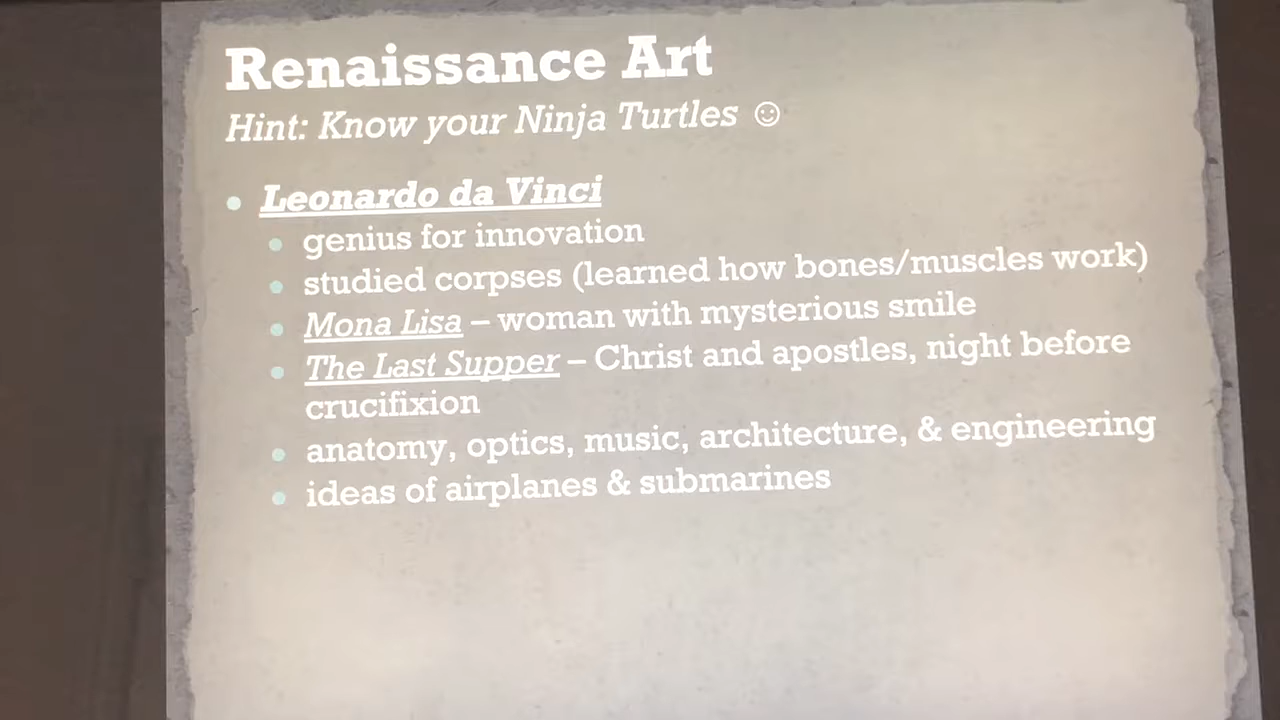 Renaissance Art
Hint: Know your Ninja Turtles ☺
• Leonardo da Vinci
• genius for innovation
• studied corpses (learned how bones/muscles work)
• Mona Lisa – woman with mysterious smile
• The Last Supper – Christ and apostles, night before
crucifixion
• anatomy, optics, music, architecture, & engineering
• ideas of airplanes & submarines